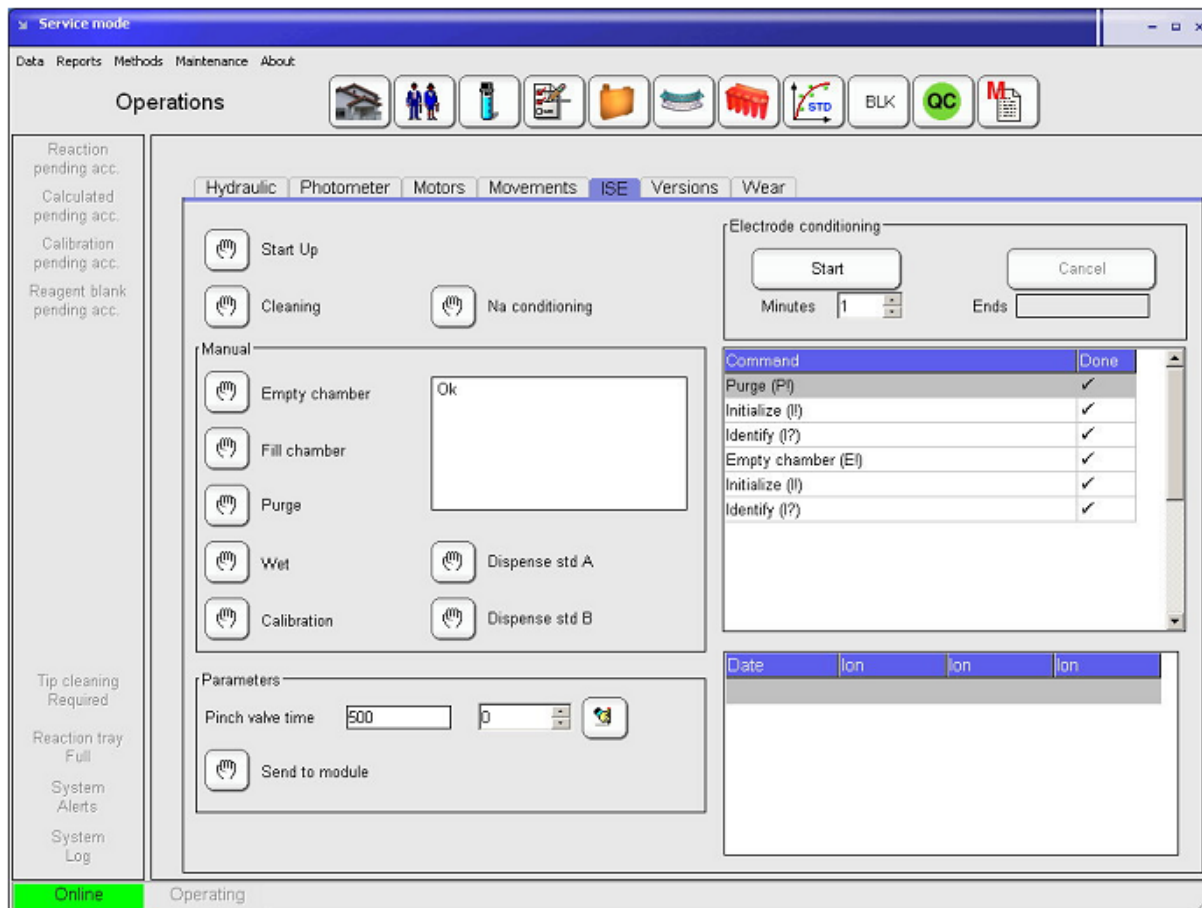 Service mode
Data Reports Methods Maintenance About
Operations
STD
BLK
QC
M
Reaction
pending acc.
Calculated
pending acc.
Calibration
pending acc.
Reagent blank
pending acc.
Tip cleaning
Required
Reaction tray
Full
System
Alerts
System
Log
Hydraulic Photometer Motors Movements ISE Versions Wear
Start Up
Cleaning Na conditioning
Manual
Empty chamber
Ok
Fill chamber
Purge
Wet Dispense std A
Calibration Dispense std B
Parameters
Pinch valve time 500 0
Send to module
Electrode conditioning
Start Cancel
Minutes 1 Ends
Command Done
Purge (P!) ✓
Initialize (I!) ✓
Identify (I?) ✓
Empty chamber (E!) ✓
Initialize (I!) ✓
Identify (I?) ✓
Date Ion Ion Ion
Online Operating